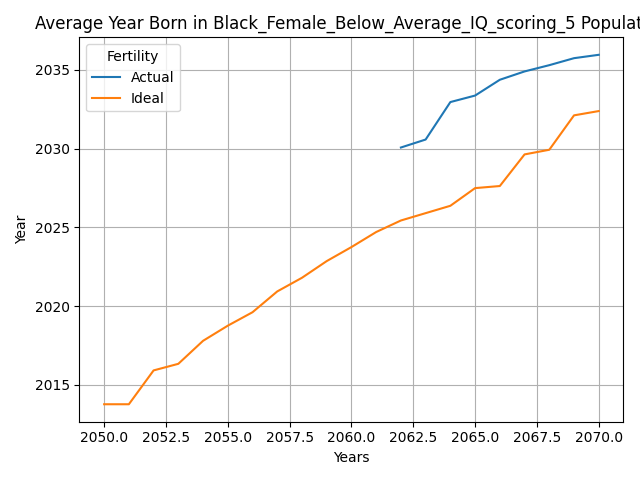 Average Year Born in Black_Female_Below_Average_IQ_scoring_5 Populat
Fertility
Actual
Ideal
2035
2030
2025
2020
2015
Year
2050.0 2052.5 2055.0 2057.5 2060.0 2062.5 2065.0 2067.5 2070.0
Years